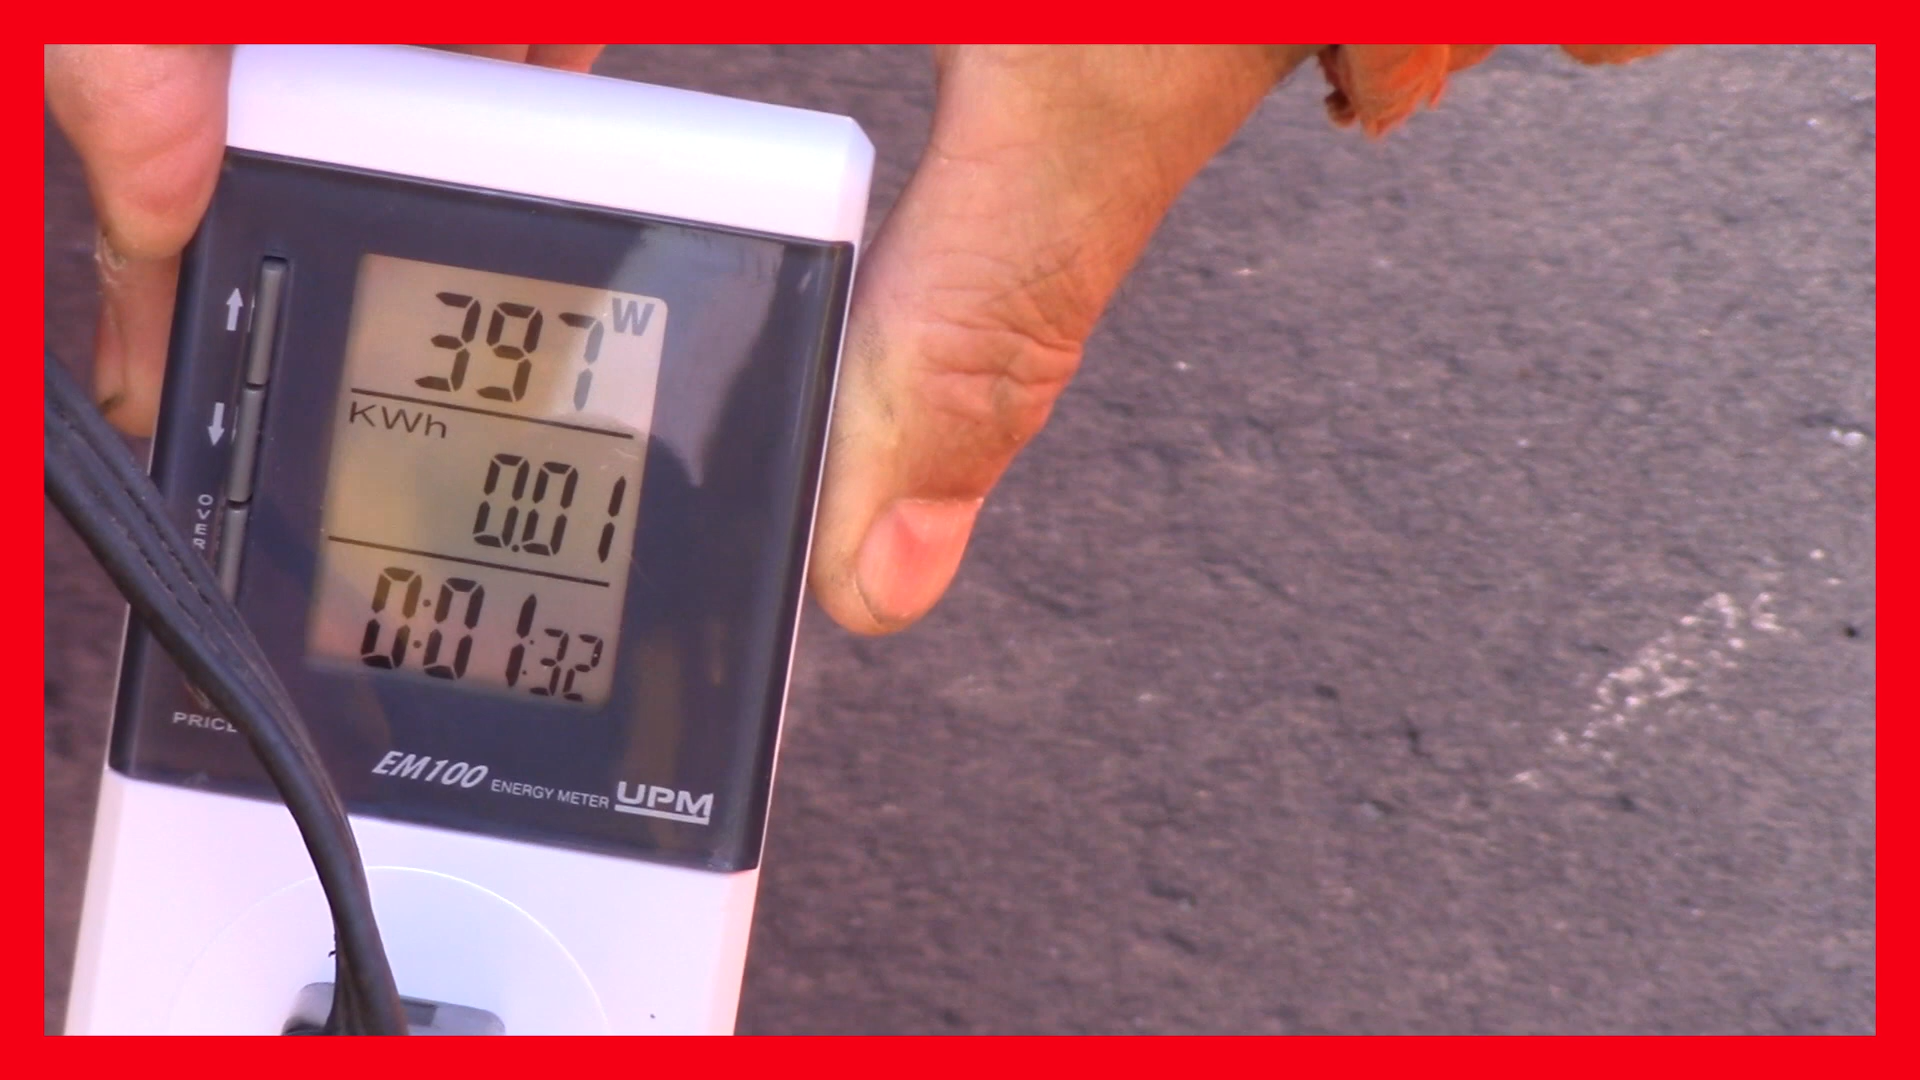 397 W
KWh
0.01
0:01:32
OVER
PRICE
EM100 ENERGY METER UPM